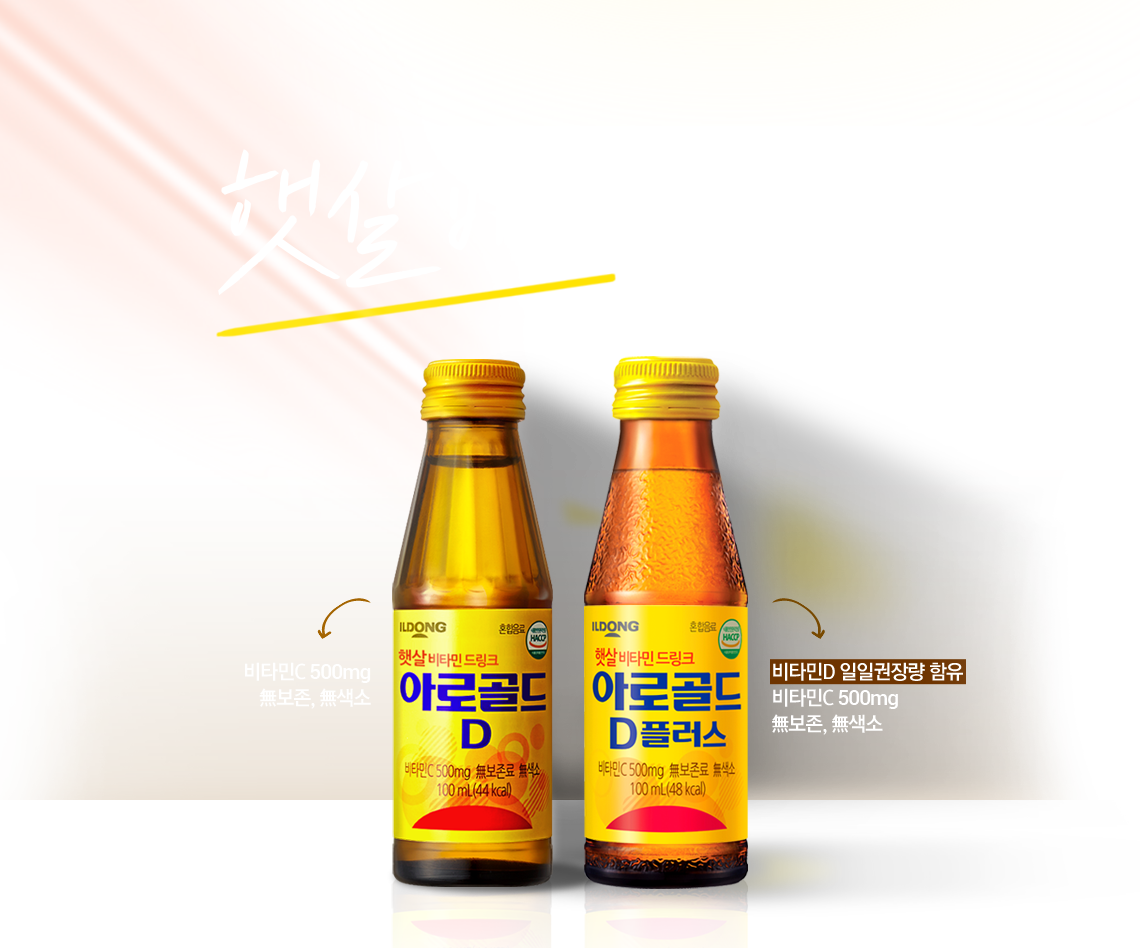 햇살
ILDONG
혼합음료
HACCP
햇살 비타민 드링크
아로골드
D
비타민C 500mg 無보존료 無색소
100 mL(44 kcal)
ILDONG
혼합음료
HACCP
햇살 비타민 드링크
아로골드
D플러스
비타민C 500mg 無보존료 無색소
100 mL(48 kcal)
비타민C 500mg
無보존, 無색소
비타민D 일일권장량 함유
비타민C 500mg
無보존, 無색소